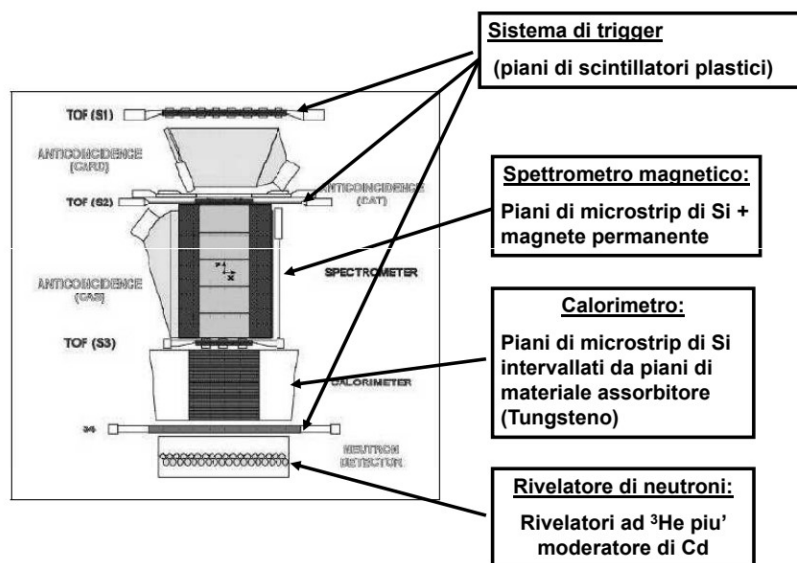 Sistema di trigger
(piani di scintillatori plastici)
TOF (S1)
ANTICOINCIDENCE
(CARD)
TOF (S2)
ANTICOINCIDENCE
(CAT)
Spettrometro magnetico:
Piani di microstrip di Si +
magnete permanente
SPECTROMETER
ANTICOINCIDENCE
(CAS)
TOF (S3)
Calorimetro:
Piani di microstrip di Si
intervallati da piani di
materiale assorbitore
(Tungsteno)
CALORIMETER
S4
NEUTRON
DETECTOR
Rivelatore di neutroni:
Rivelatori ad ³He piu’
moderatore di Cd